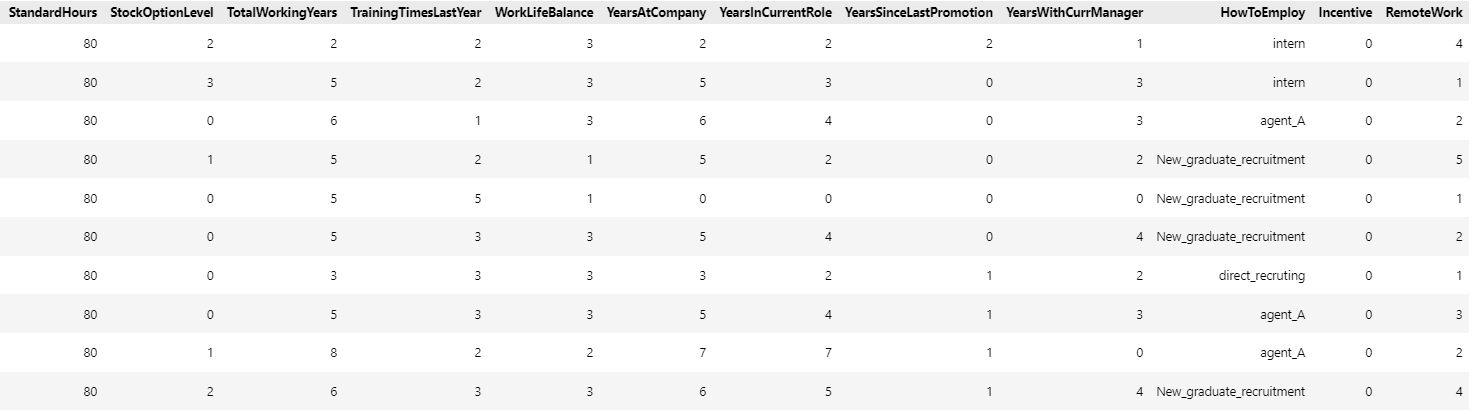 StandardHours StockOptionLevel TotalWorkingYears TrainingTimesLastYear WorkLifeBalance YearsAtCompany YearsInCurrentRole YearsSinceLastPromotion YearsWithCurrManager HowToEmploy Incentive RemoteWork
80 2 2 2 3 2 2 2 1 intern 0 4
80 3 5 2 3 5 3 0 3 intern 0 1
80 0 6 1 3 6 4 0 3 agent_A 0 2
80 1 5 2 1 5 2 0 2 New_graduate_recruitment 0 5
80 0 5 5 1 0 0 0 0 New_graduate_recruitment 0 1
80 0 5 3 3 5 4 0 4 New_graduate_recruitment 0 2
80 0 3 3 3 3 2 1 2 direct_recruting 0 1
80 0 5 3 3 5 4 1 3 agent_A 0 3
80 1 8 2 2 7 7 1 0 agent_A 0 2
80 2 6 3 3 6 5 1 4 New_graduate_recruitment 0 4